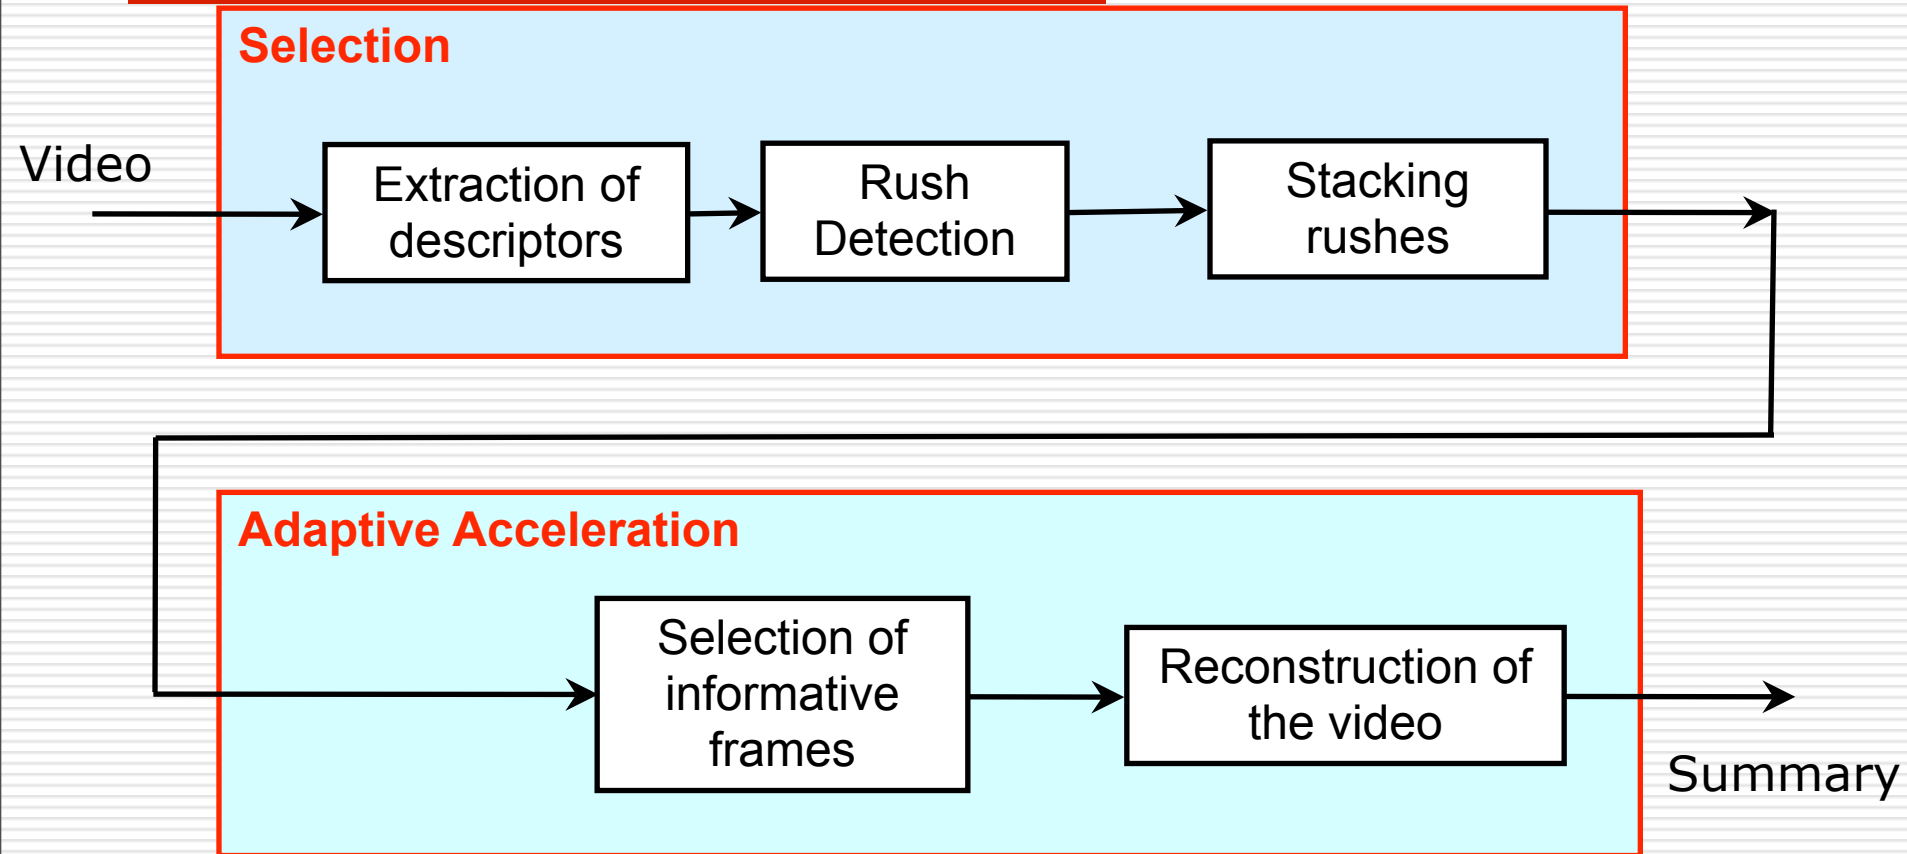 Selection
Video
Extraction of
descriptors
Rush
Detection
Stacking
rushes
Adaptive Acceleration
Selection of
informative
frames
Reconstruction of
the video
Summary